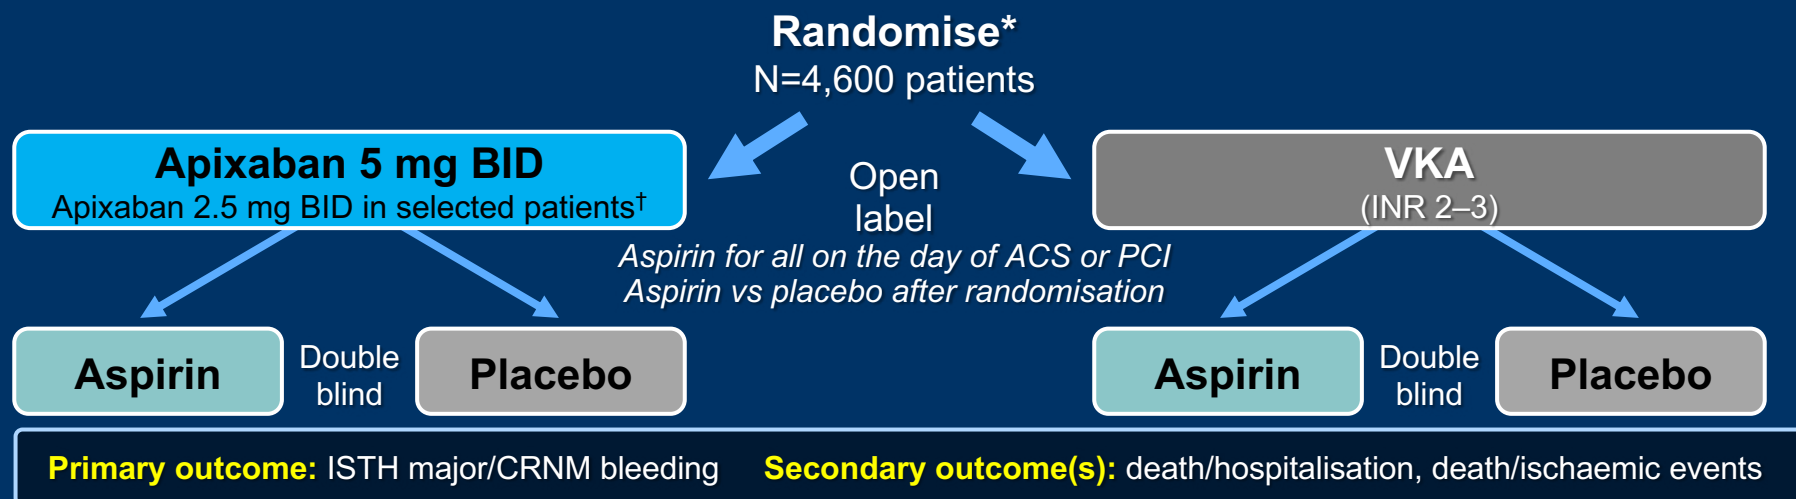 Randomise*
N=4,600 patients
Apixaban 5 mg BID
Apixaban 2.5 mg BID in selected patients†
Open
label
VKA
(INR 2–3)
Aspirin for all on the day of ACS or PCI
Aspirin vs placebo after randomisation
Aspirin
Double
blind
Placebo
Aspirin
Double
blind
Placebo
Primary outcome: ISTH major/CRNM bleeding Secondary outcome(s): death/hospitalisation, death/ischaemic events